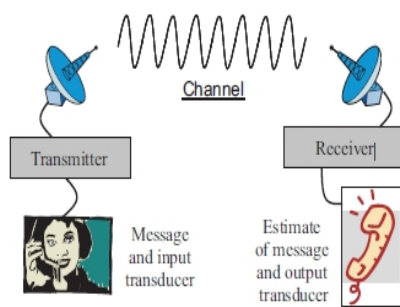 Channel
Transmitter
Receiver
Message
and input
transducer
Estimate
of message
and output
transducer